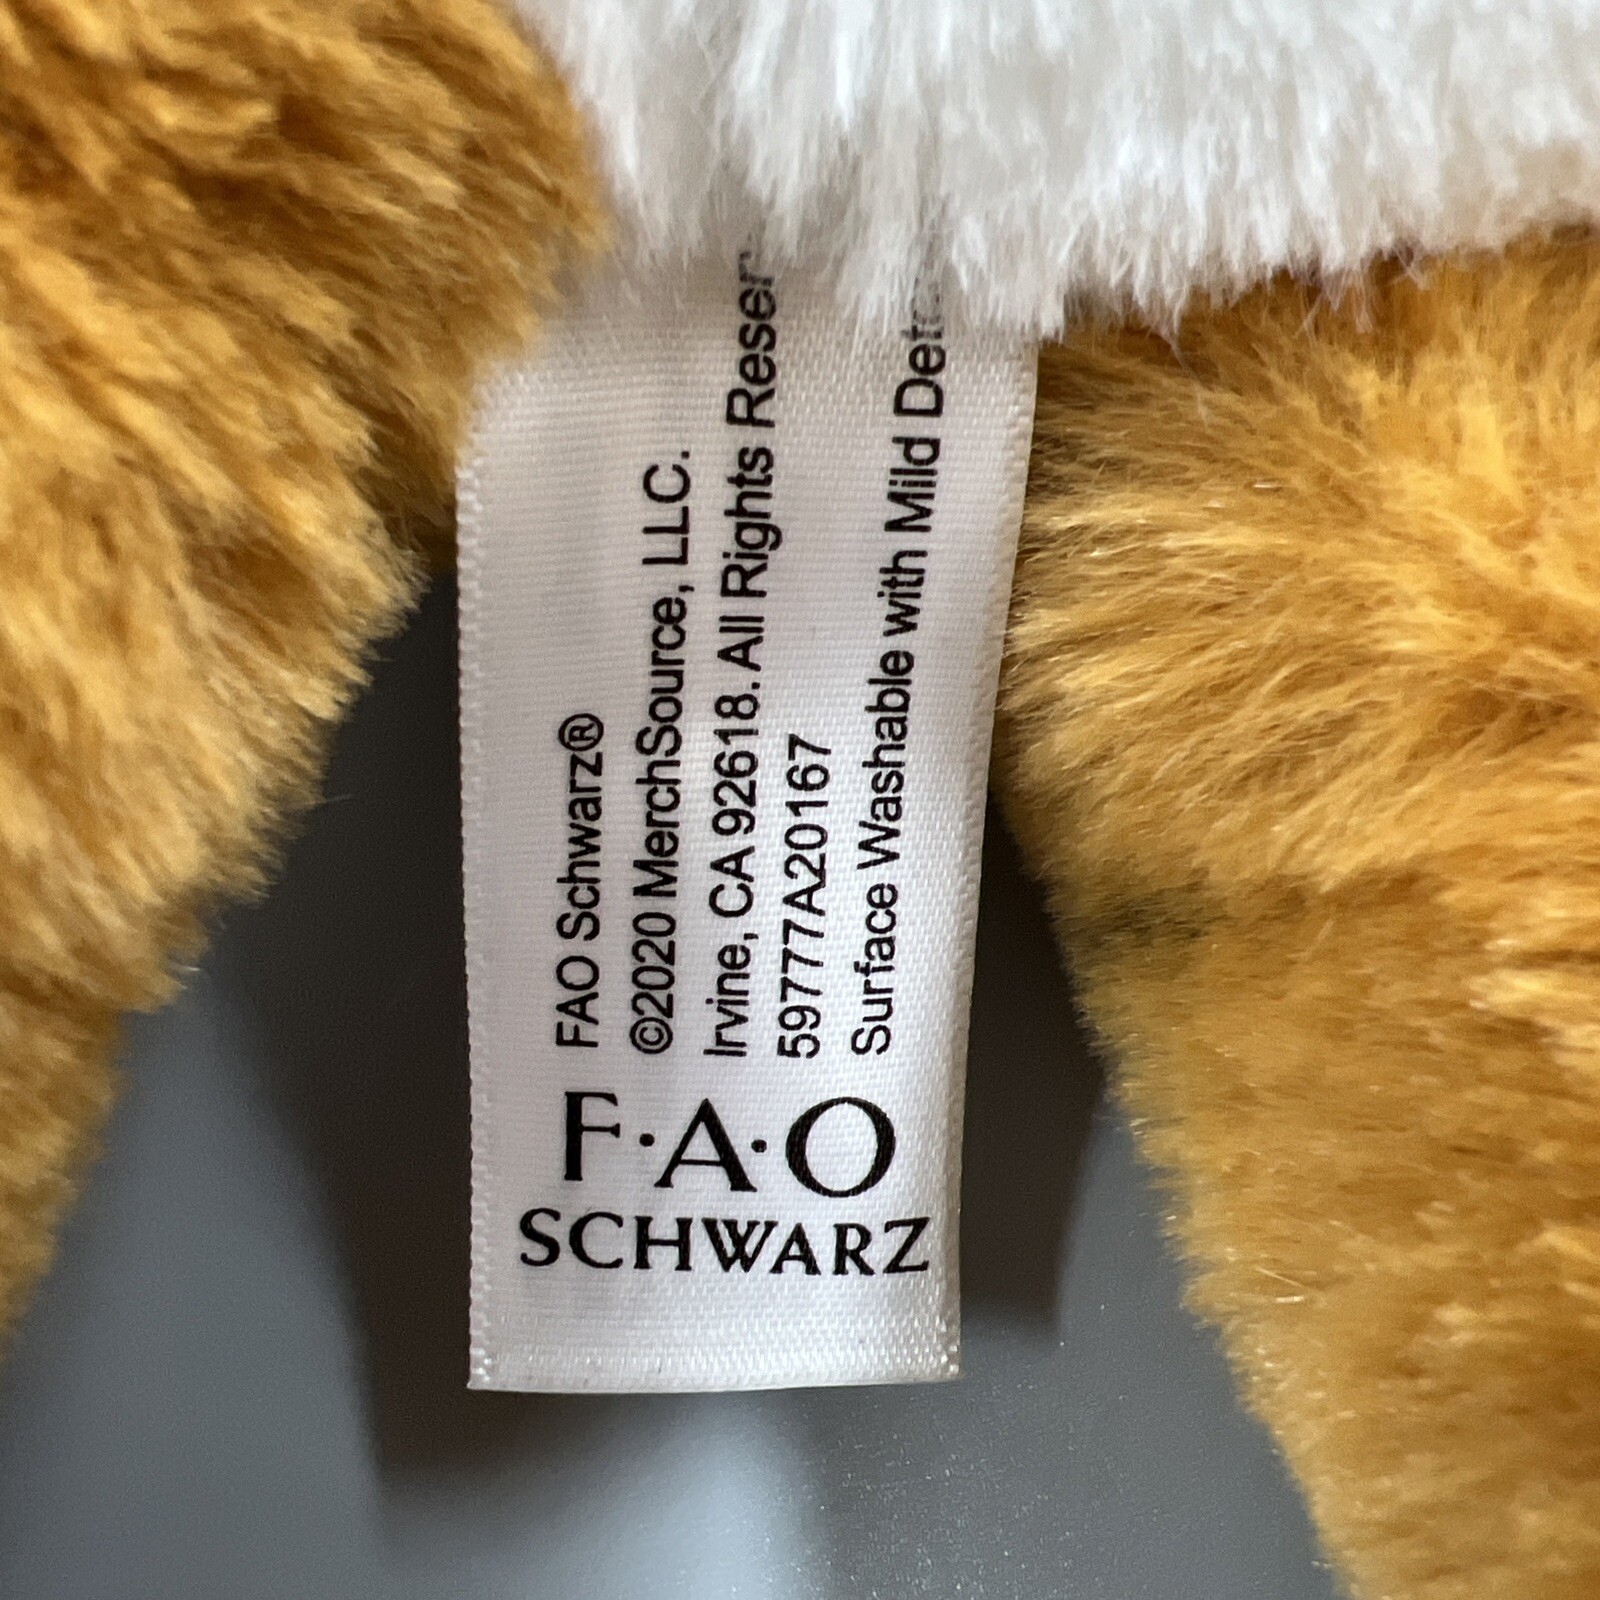 FAO Schwarz®
©2020 MerchSource, LLC.
Irvine, CA 92618. All Rights
59777A20167
Surface Washable with Mild
F·A·O
SCHWARZ